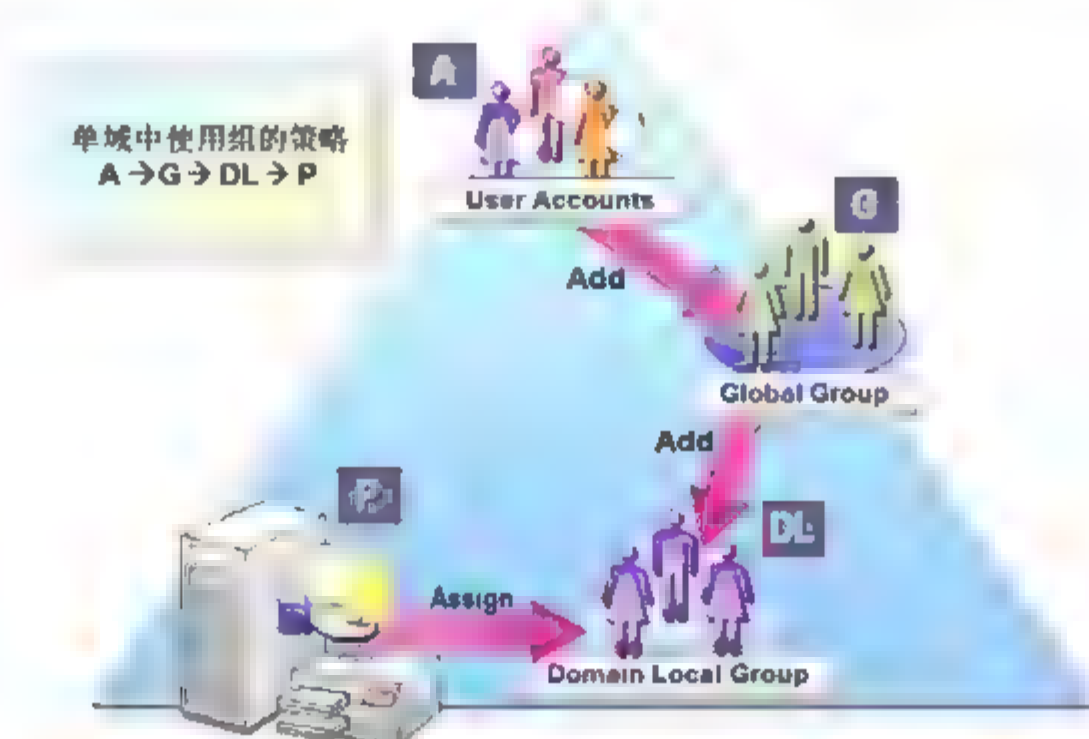 单域中使用组的策略
A → G → DL → P
A
User Accounts
G
Add
Global Group
Add
P
DL
Assign
Domain Local Group